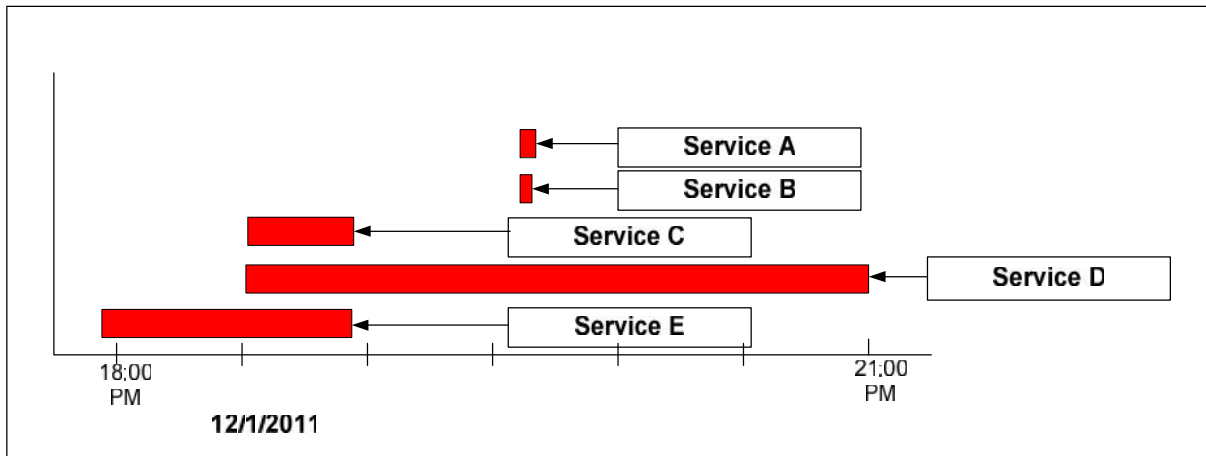 Service A
Service B
Service C
Service D
Service E
18:00
PM
21:00
PM
12/1/2011